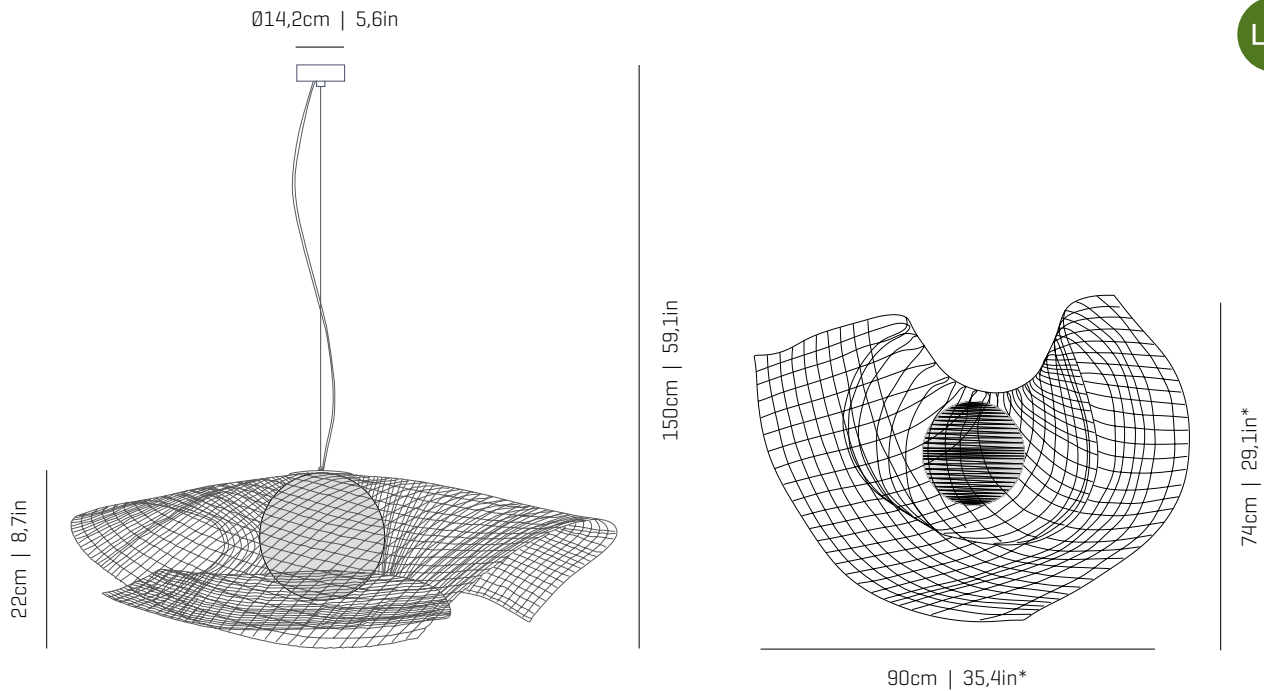 Ø14,2cm | 5,6in
150cm | 59,1in
22cm | 8,7in
74cm | 29,1in*
90cm | 35,4in*